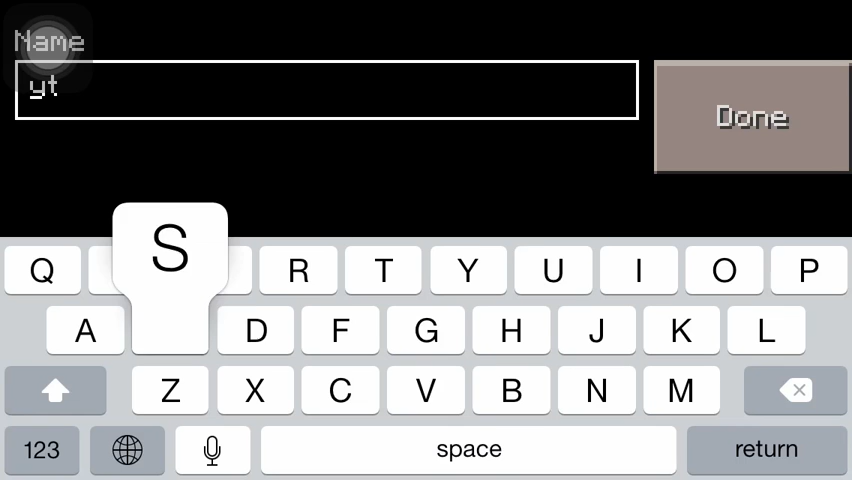 Name
yt
Done
S
Q R T Y U I O P
A D F G H J K L
Z X C V B N M
123 space return